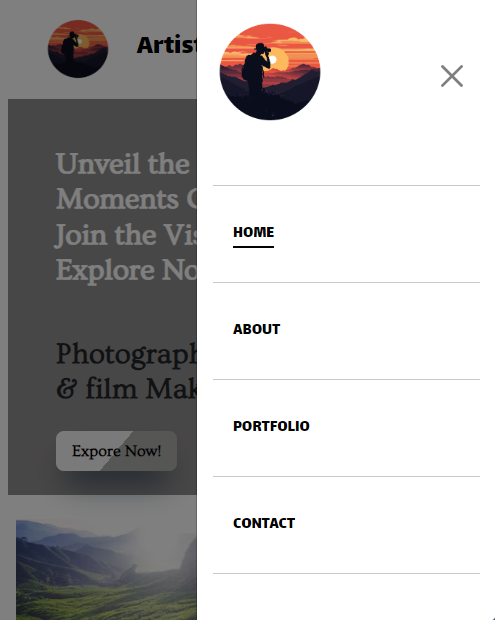 Artist
Unveil the
Moments
Join the Vis
Explore No
Photograph
& film Mak
Expore Now!
HOME
ABOUT
PORTFOLIO
CONTACT